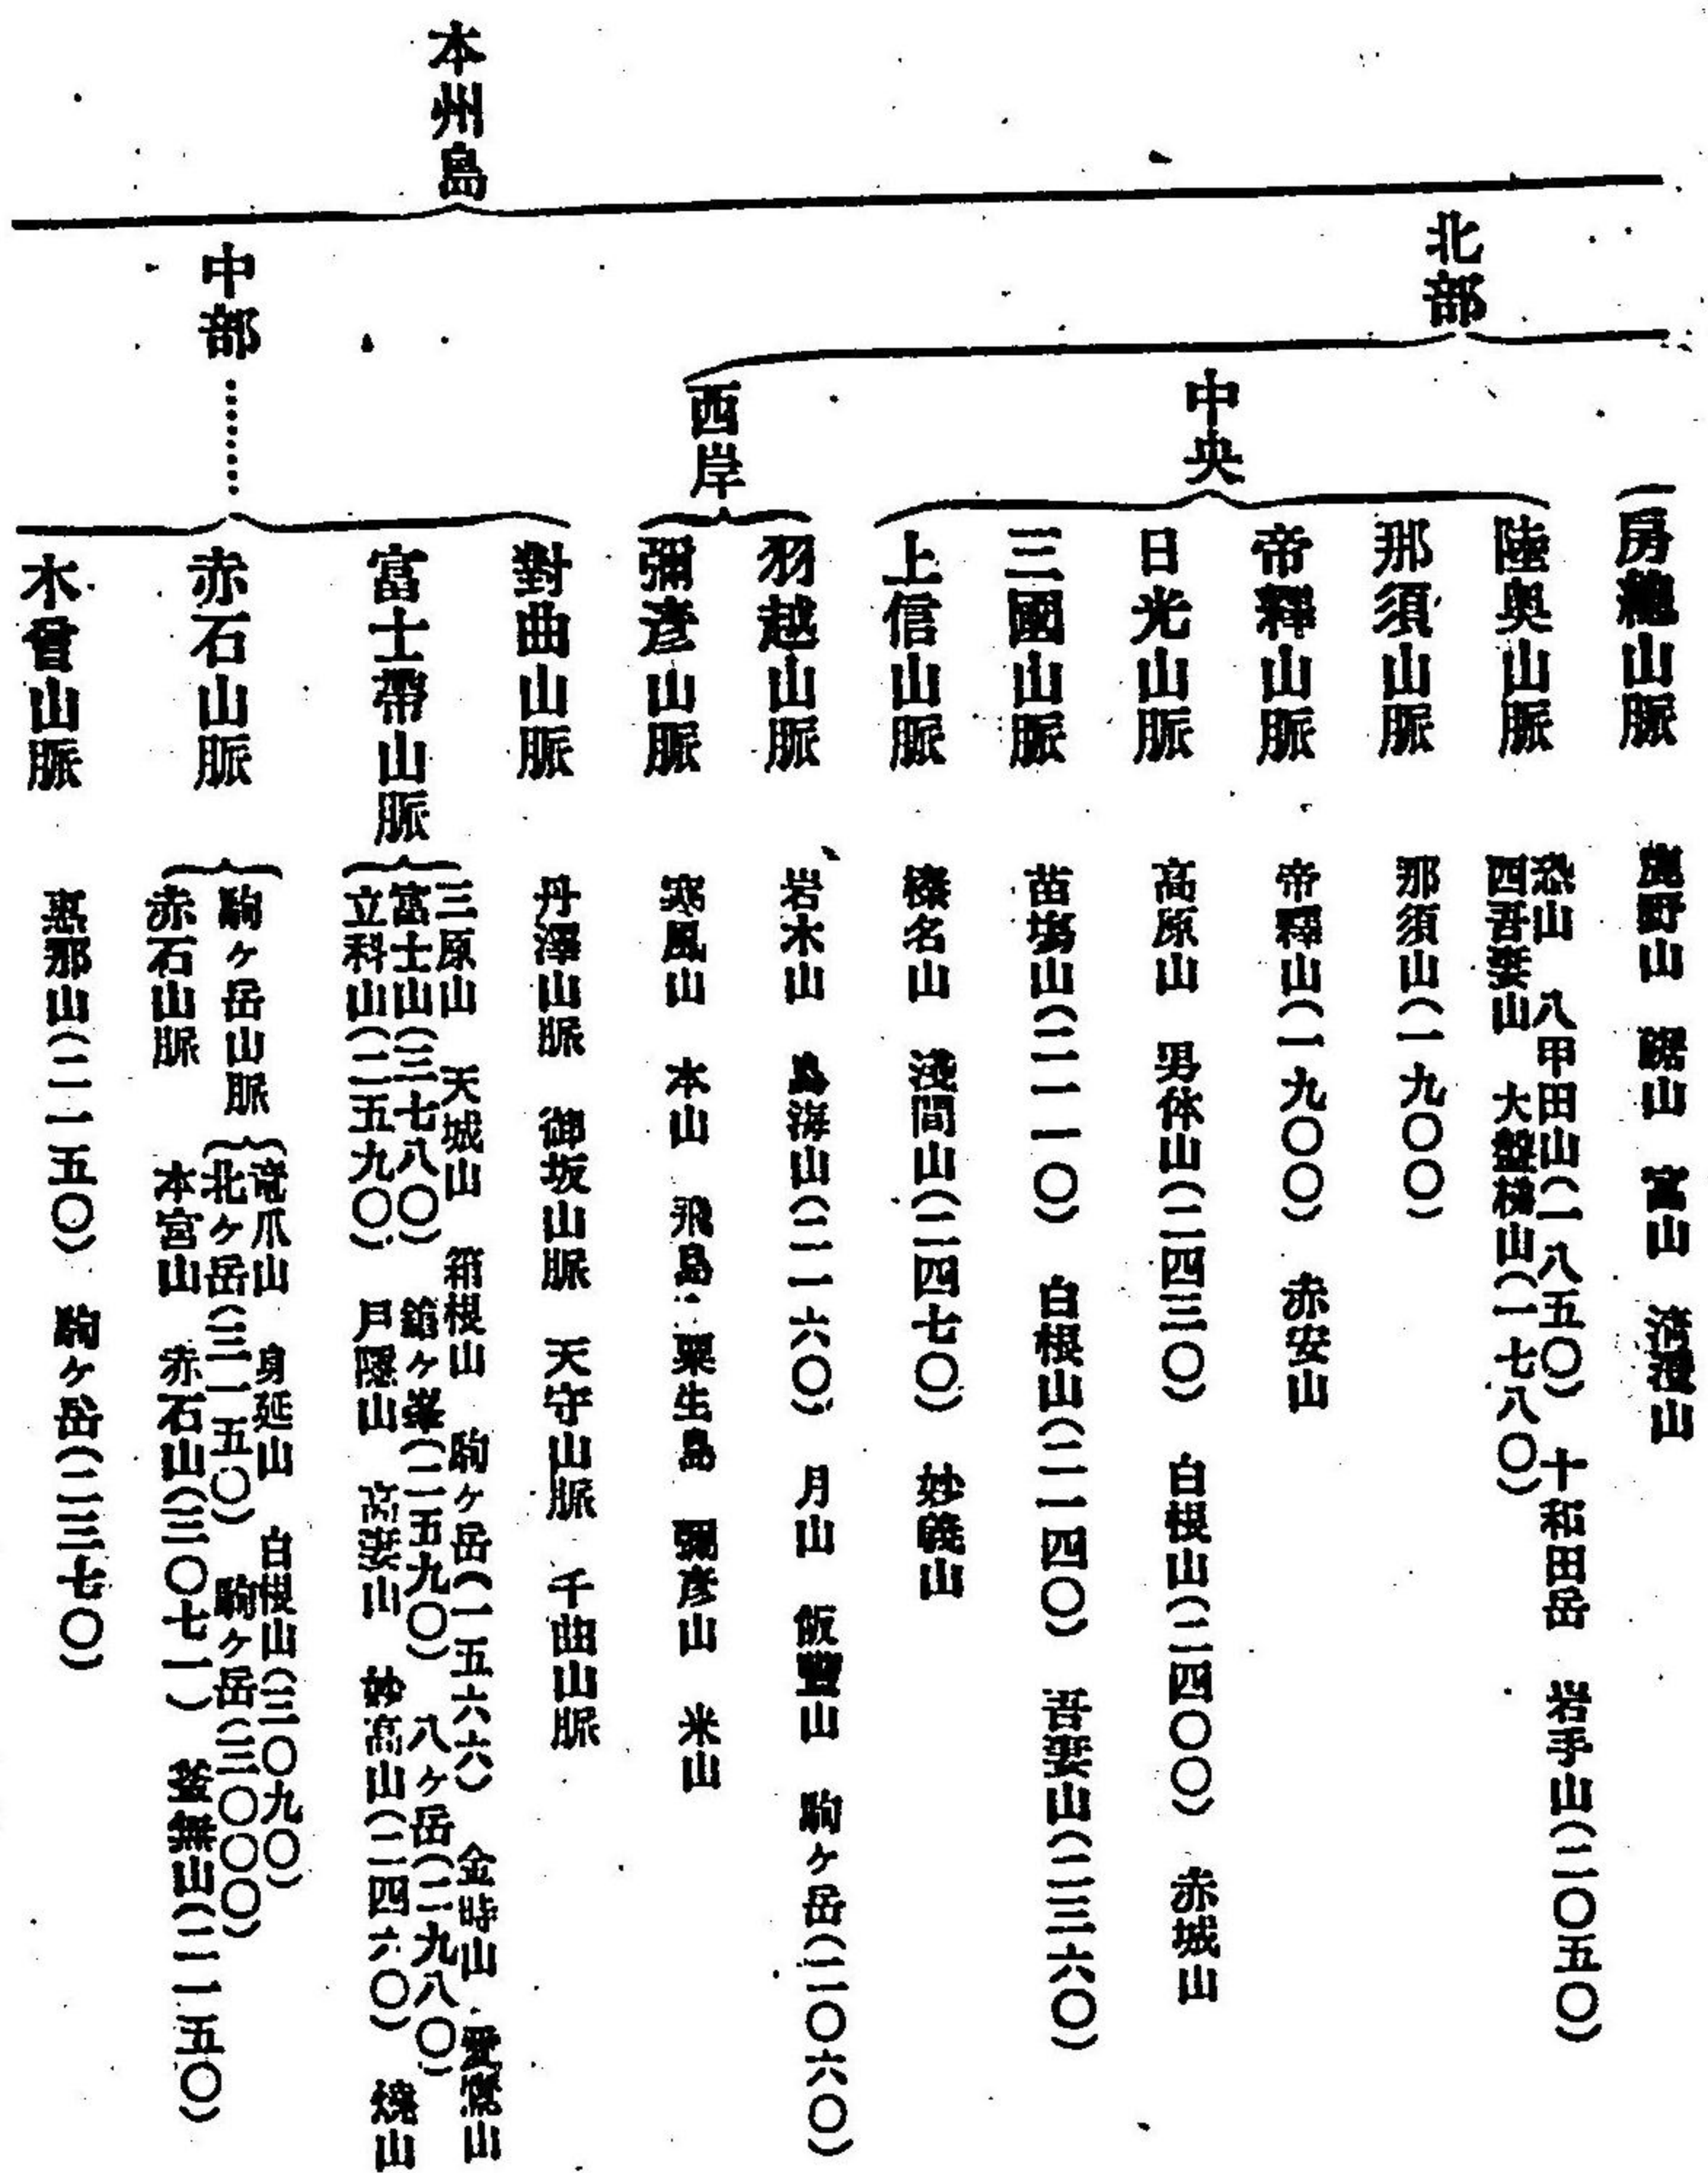 本州島
北部
房總山脈 鹿野山 鋸山 富山 清澄山
中央
陸奥山脈
恐山 八甲田山(一八五〇) 十和田岳 岩手山(二〇五〇)
四吾妻山 大盤梯山(一七八〇)
那須山脈 那須山(一九〇〇)
帝釋山脈 帝釋山(一九〇〇) 赤安山
日光山脈 高原山 男体山(二四三〇) 白根山(二四〇〇) 赤城山
三國山脈 苗塲山(二一一〇) 白根山(二一四〇) 吾妻山(二三六〇)
上信山脈 榛名山 淺間山(二四七〇) 妙義山
西岸
羽越山脈 岩木山 鳥海山(二一六〇) 月山 飯豐山 駒ヶ岳(二〇六〇)
彌彦山脈 寒風山 本山 飛島 粟生島 彌彦山 米山
中部
對曲山脈 丹澤山脈 御坂山脈 天守山脈 千曲山脈
富士帶山脈
三原山 天城山 箱根山 駒ヶ岳(一五六六) 金時山 愛鷹山
富士山(三七八〇) 鎗ヶ峯(二五九〇) 八ヶ岳(二九八〇)
立科山(二五九〇) 戸隱山 高妻山 妙高山(二四六〇) 燒山
赤石山脈
駒ヶ岳山脈
竜爪山 身延山 白根山(三〇九〇)
北ヶ岳(三一五〇) 駒ヶ岳(三〇〇〇)
赤石山脈 本宮山 赤石山(三〇七一) 釜無山(二一五〇)
木曾山脈 惠那山(二一五〇) 駒ヶ岳(二三七〇)